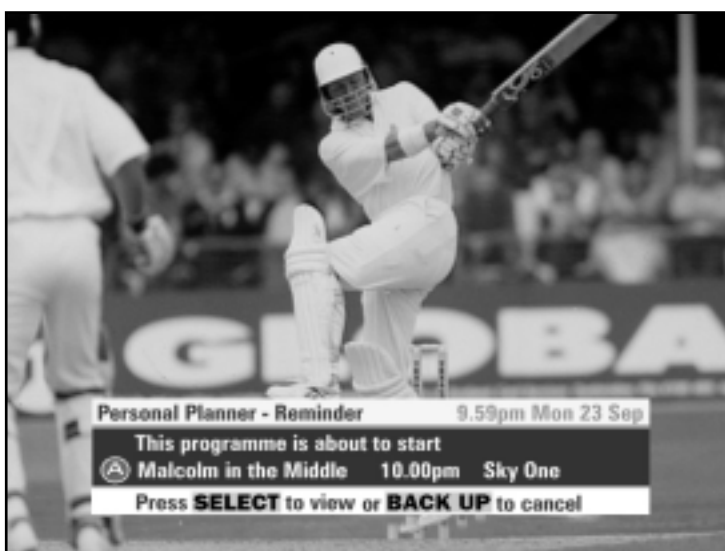 GLOBA
Personal Planner - Reminder 9.59pm Mon 23 Sep
This programme is about to start
A Malcolm in the Middle 10.00pm Sky One
Press SELECT to view or BACK UP to cancel